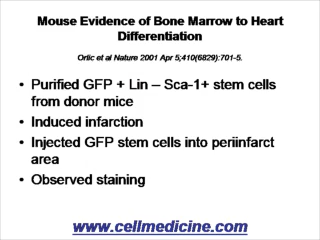 Mouse Evidence of Bone Marrow to Heart
Differentiation
Orlic et al Nature 2001 Apr 5;410(6829):701-5.
• Purified GFP + Lin – Sca-1+ stem cells
from donor mice
• Induced infarction
• Injected GFP stem cells into periinfarct
area
• Observed staining
www.cellmedicine.com